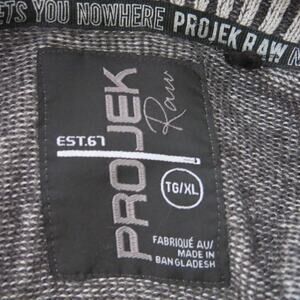 ETS YOU NOWHERE PROJEK RAW N
PROJEK
Raw
EST.67
TG/XL
FABRIQUÉ AU/
MADE IN
BANGLADESH